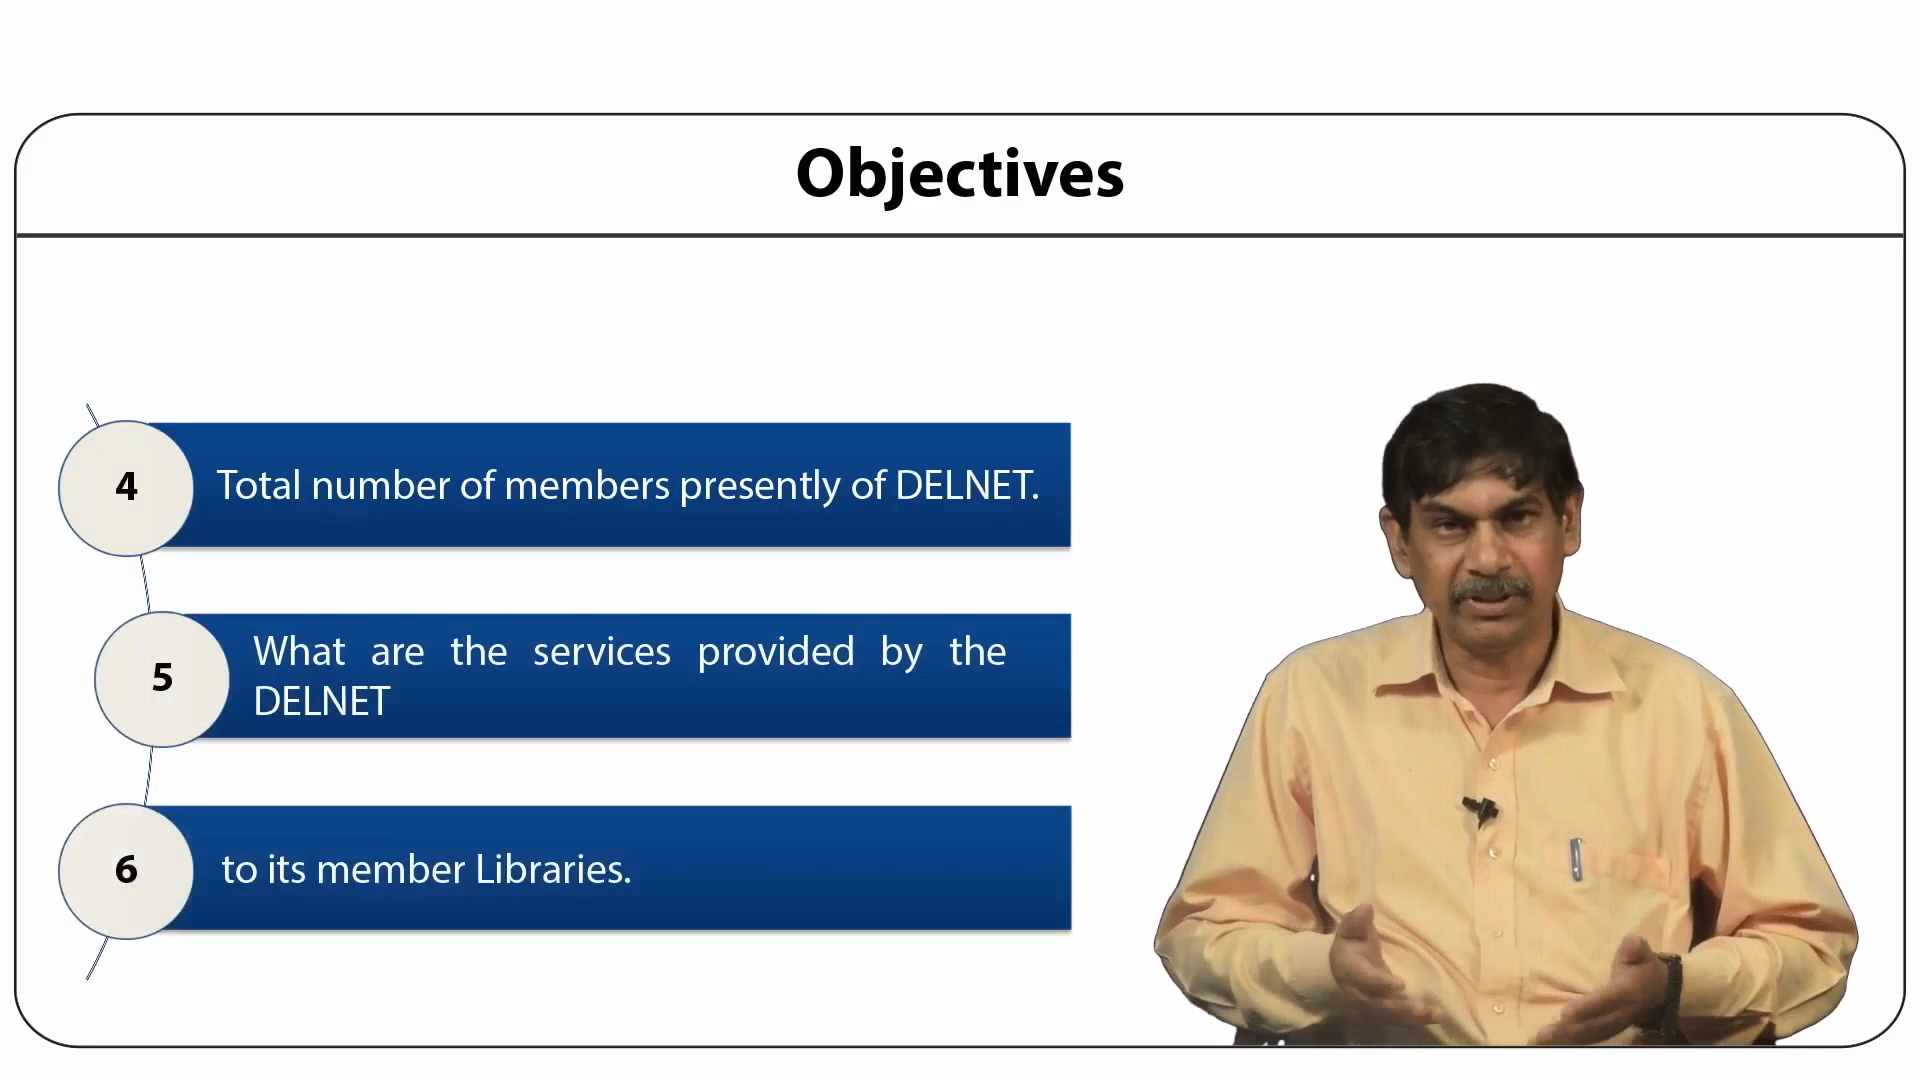 Objectives
4
Total number of members presently of DELNET.
5
What are the services provided by the
DELNET
6
to its member Libraries.